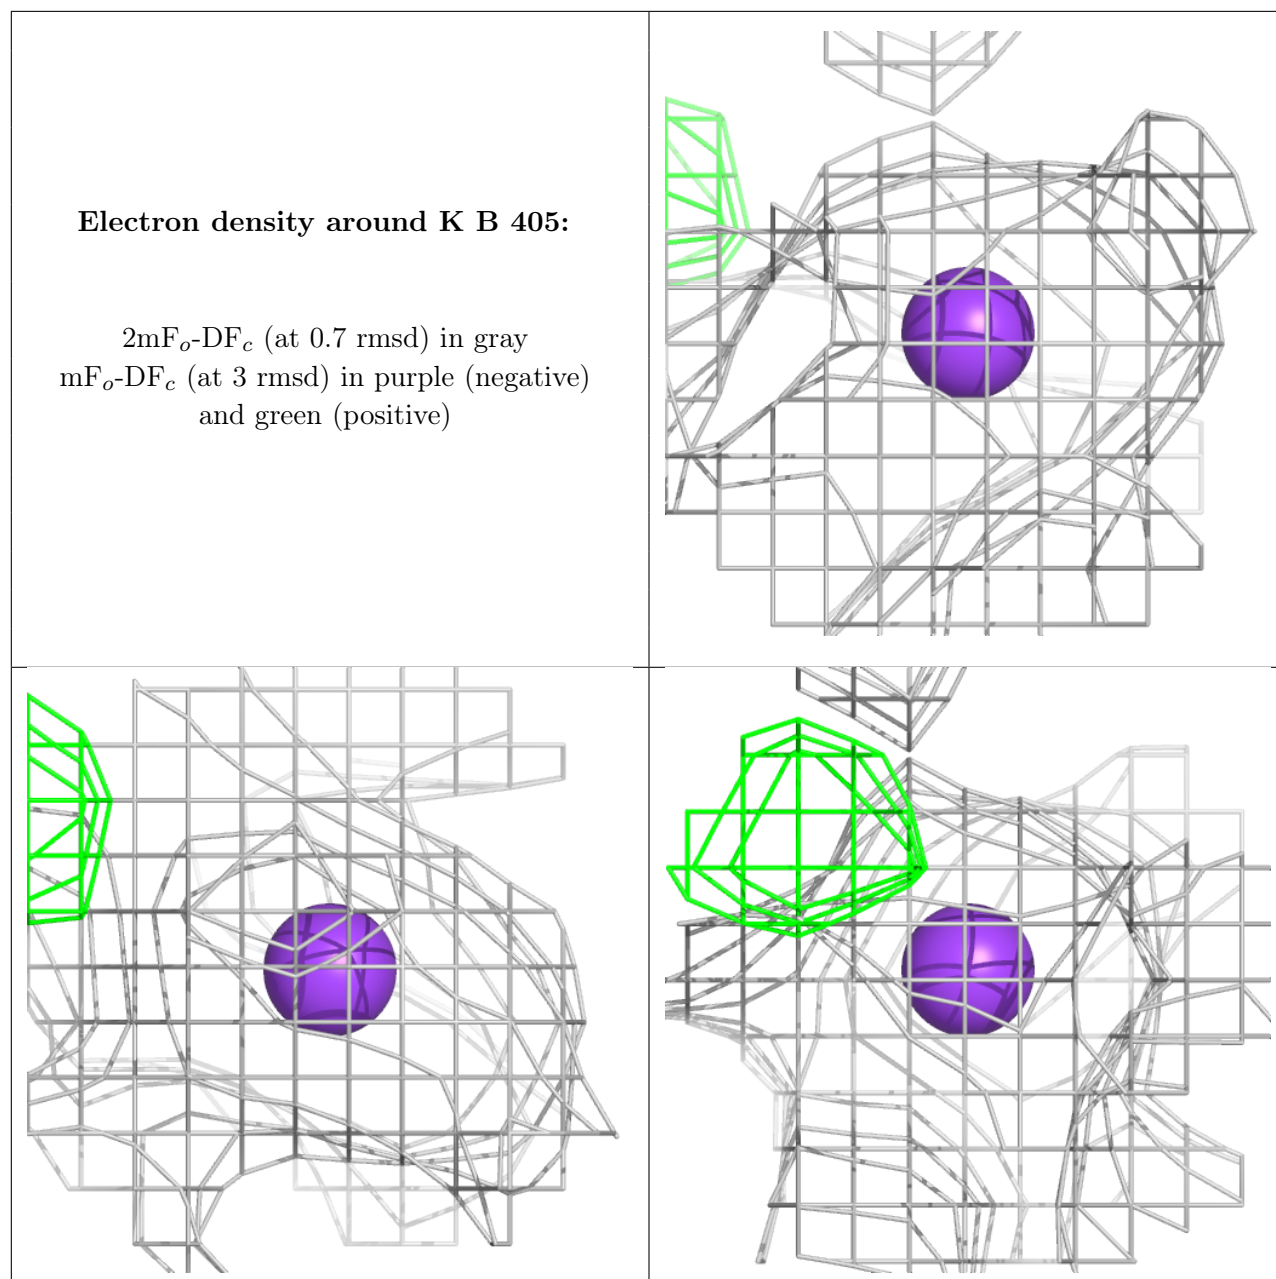 Electron density around K B 405:
2mFo-DFc (at 0.7 rmsd) in gray
mFo-DFc (at 3 rmsd) in purple (negative)
and green (positive)